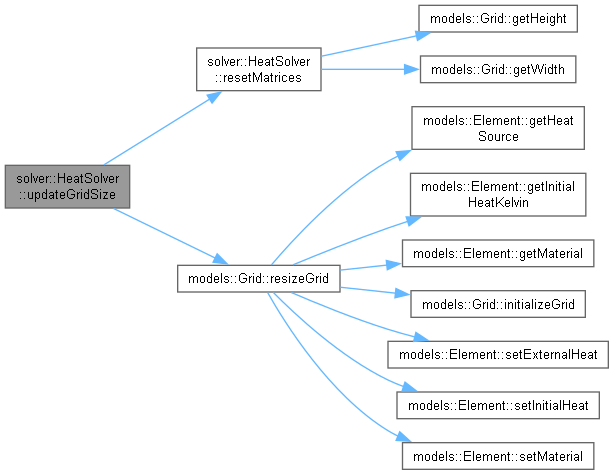 models::Grid::getHeight
solver::HeatSolver
::resetMatrices
models::Grid::getWidth
models::Element::getHeat
Source
solver::HeatSolver
::updateGridSize
models::Element::getInitial
HeatKelvin
models::Element::getMaterial
models::Grid::resizeGrid
models::Grid::initializeGrid
models::Element::setExternalHeat
models::Element::setInitialHeat
models::Element::setMaterial